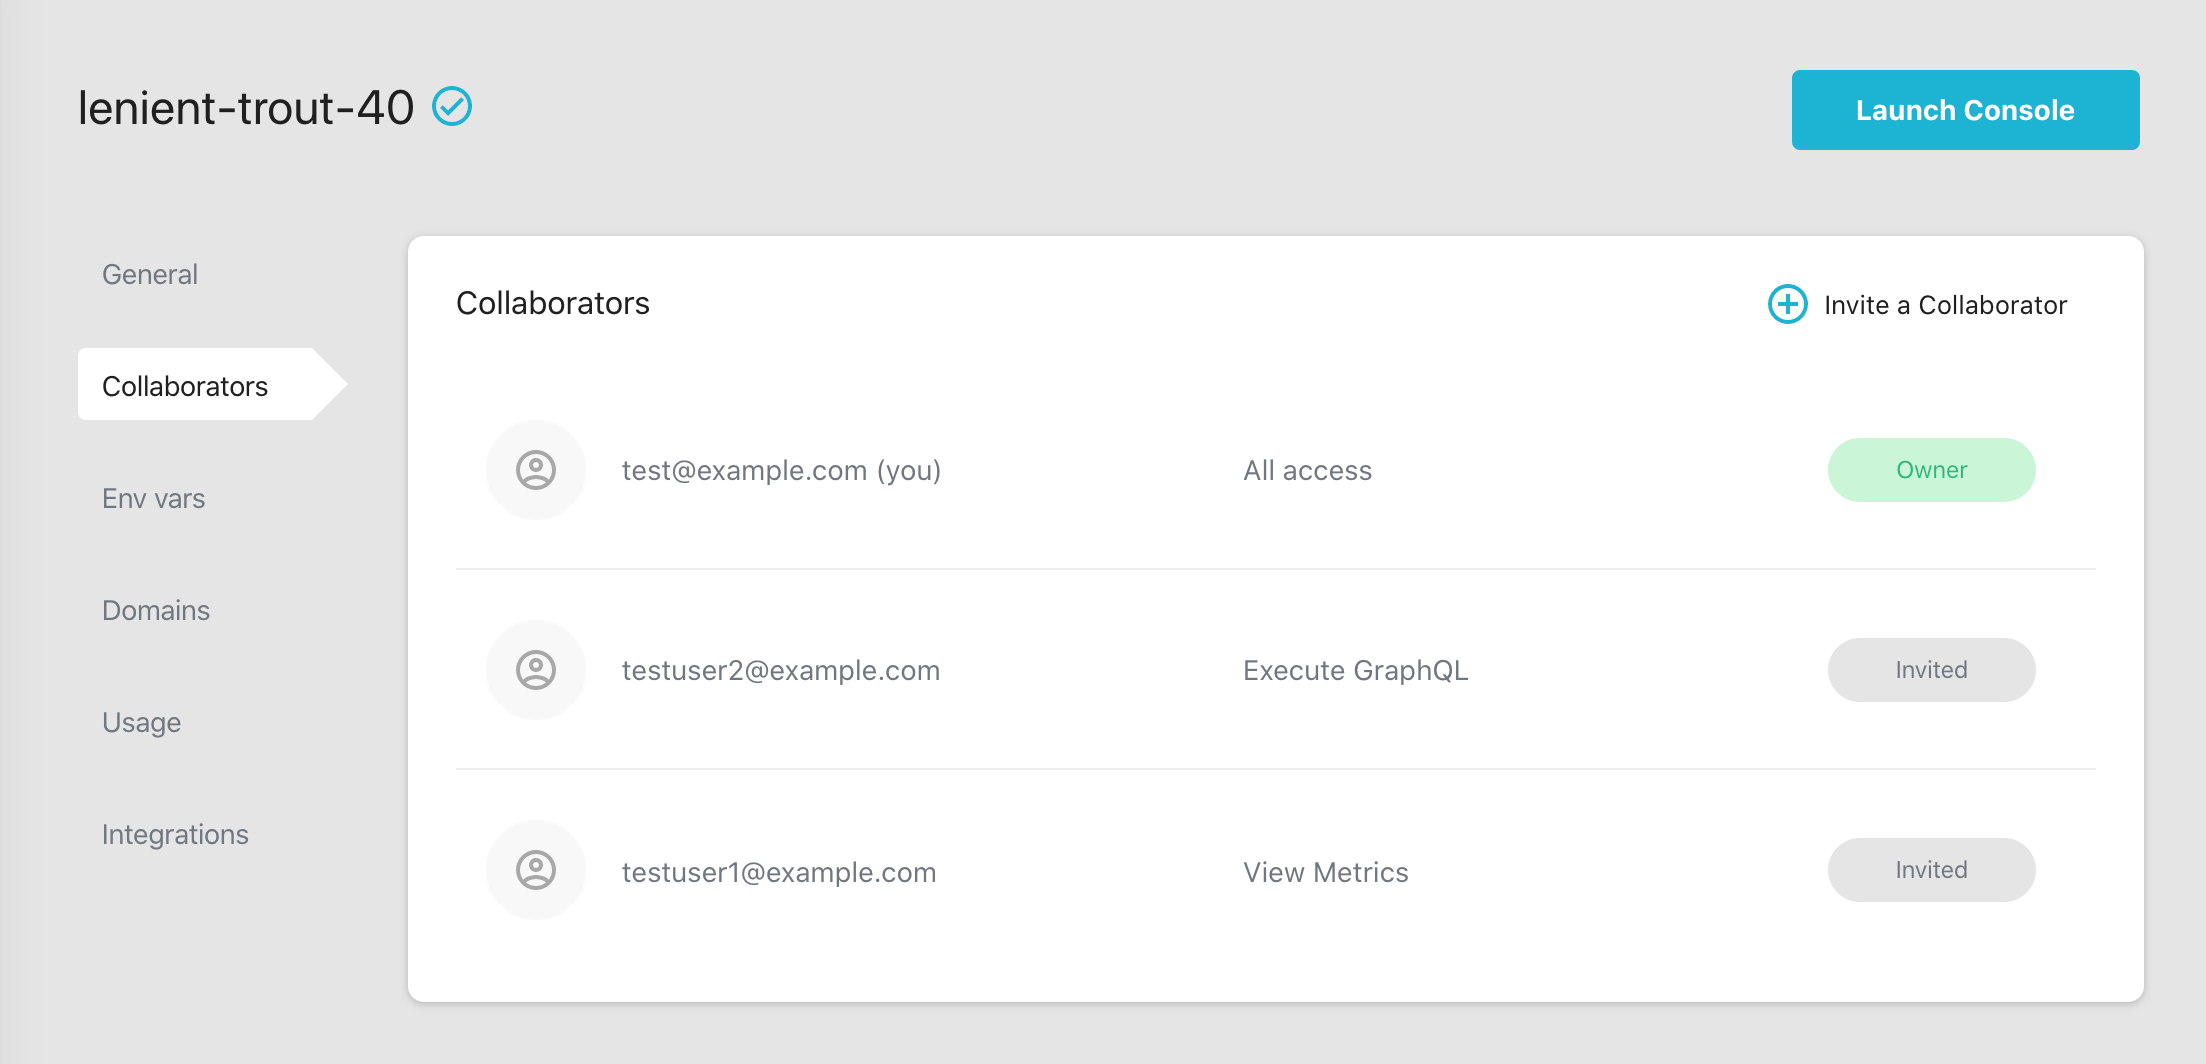 lenient-trout-40
Launch Console
General
Collaborators
Env vars
Domains
Usage
Integrations
Collaborators
Invite a Collaborator
test@example.com (you) All access Owner
testuser2@example.com Execute GraphQL Invited
testuser1@example.com View Metrics Invited